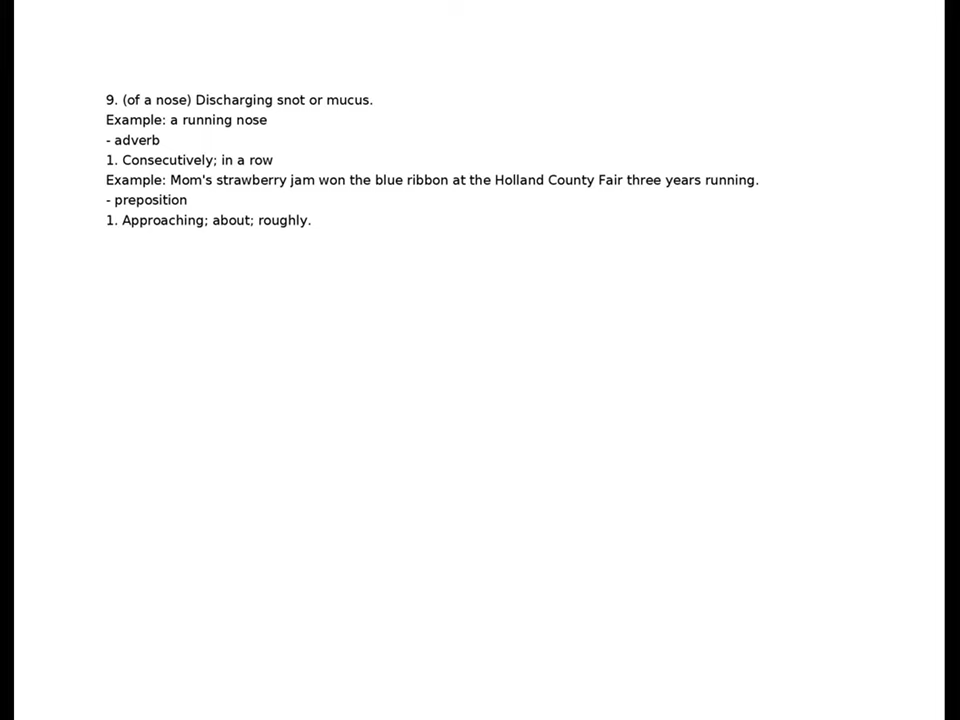 9. (of a nose) Discharging snot or mucus.
Example: a running nose
- adverb
1. Consecutively; in a row
Example: Mom's strawberry jam won the blue ribbon at the Holland County Fair three years running.
- preposition
1. Approaching; about; roughly.